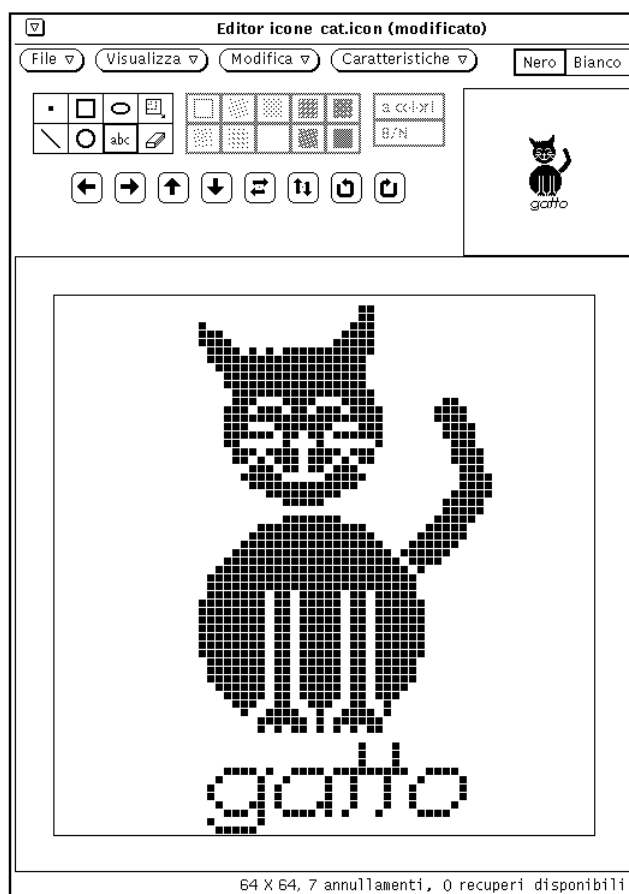 Editor icone cat.icon (modificato)
File Visualizza Modifica Caratteristiche Nero Bianco
a colori
abc B/N
gatto
gatto
64 X 64, 7 annullamenti, 0 recuperi disponibili